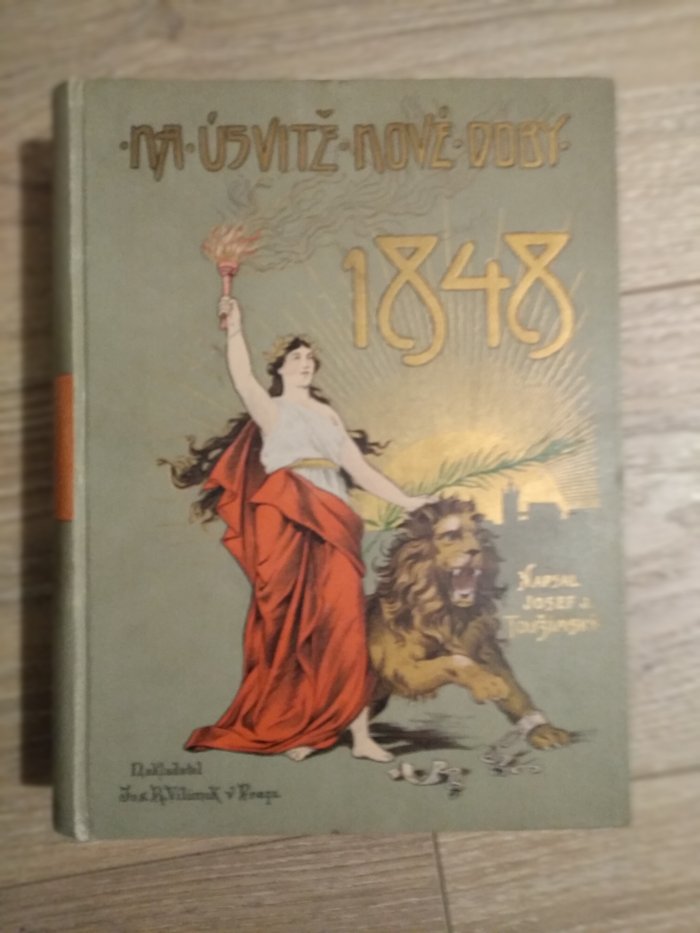 · NA · ÚSVITĚ · NOVÉ · DOBY ·
1848
NAPSAL
JOSEF J.
TOUŽIMSKÝ
Nakladatel
Jos. R. Vilímek v Praze